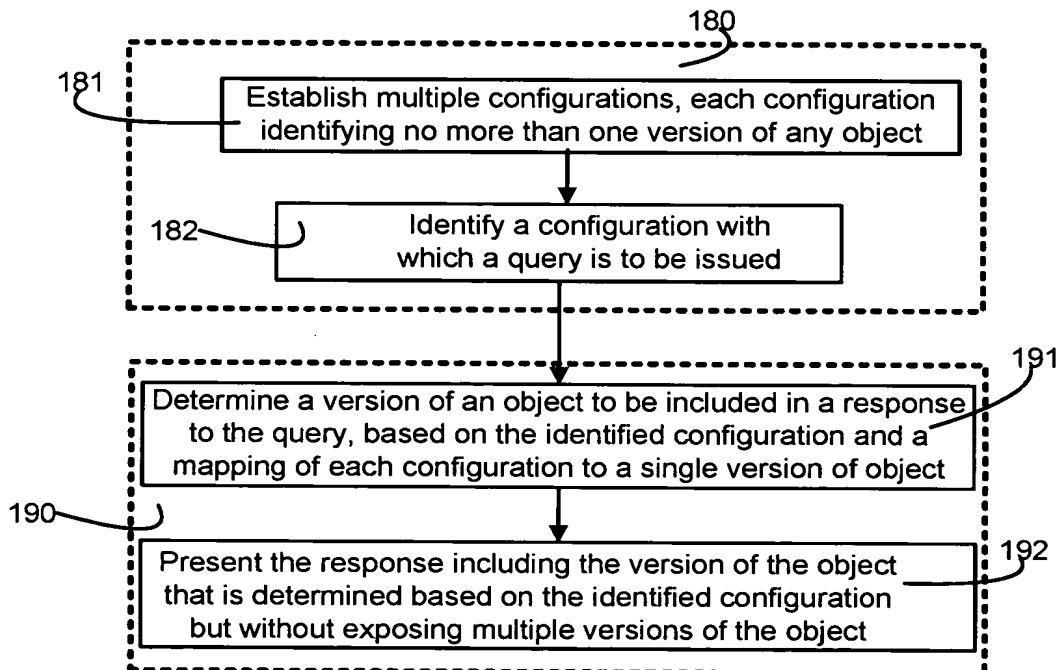 180
181
Establish multiple configurations, each configuration
identifying no more than one version of any object
182
Identify a configuration with
which a query is to be issued
191
Determine a version of an object to be included in a response
to the query, based on the identified configuration and a
mapping of each configuration to a single version of object
190
192
Present the response including the version of the object
that is determined based on the identified configuration
but without exposing multiple versions of the object